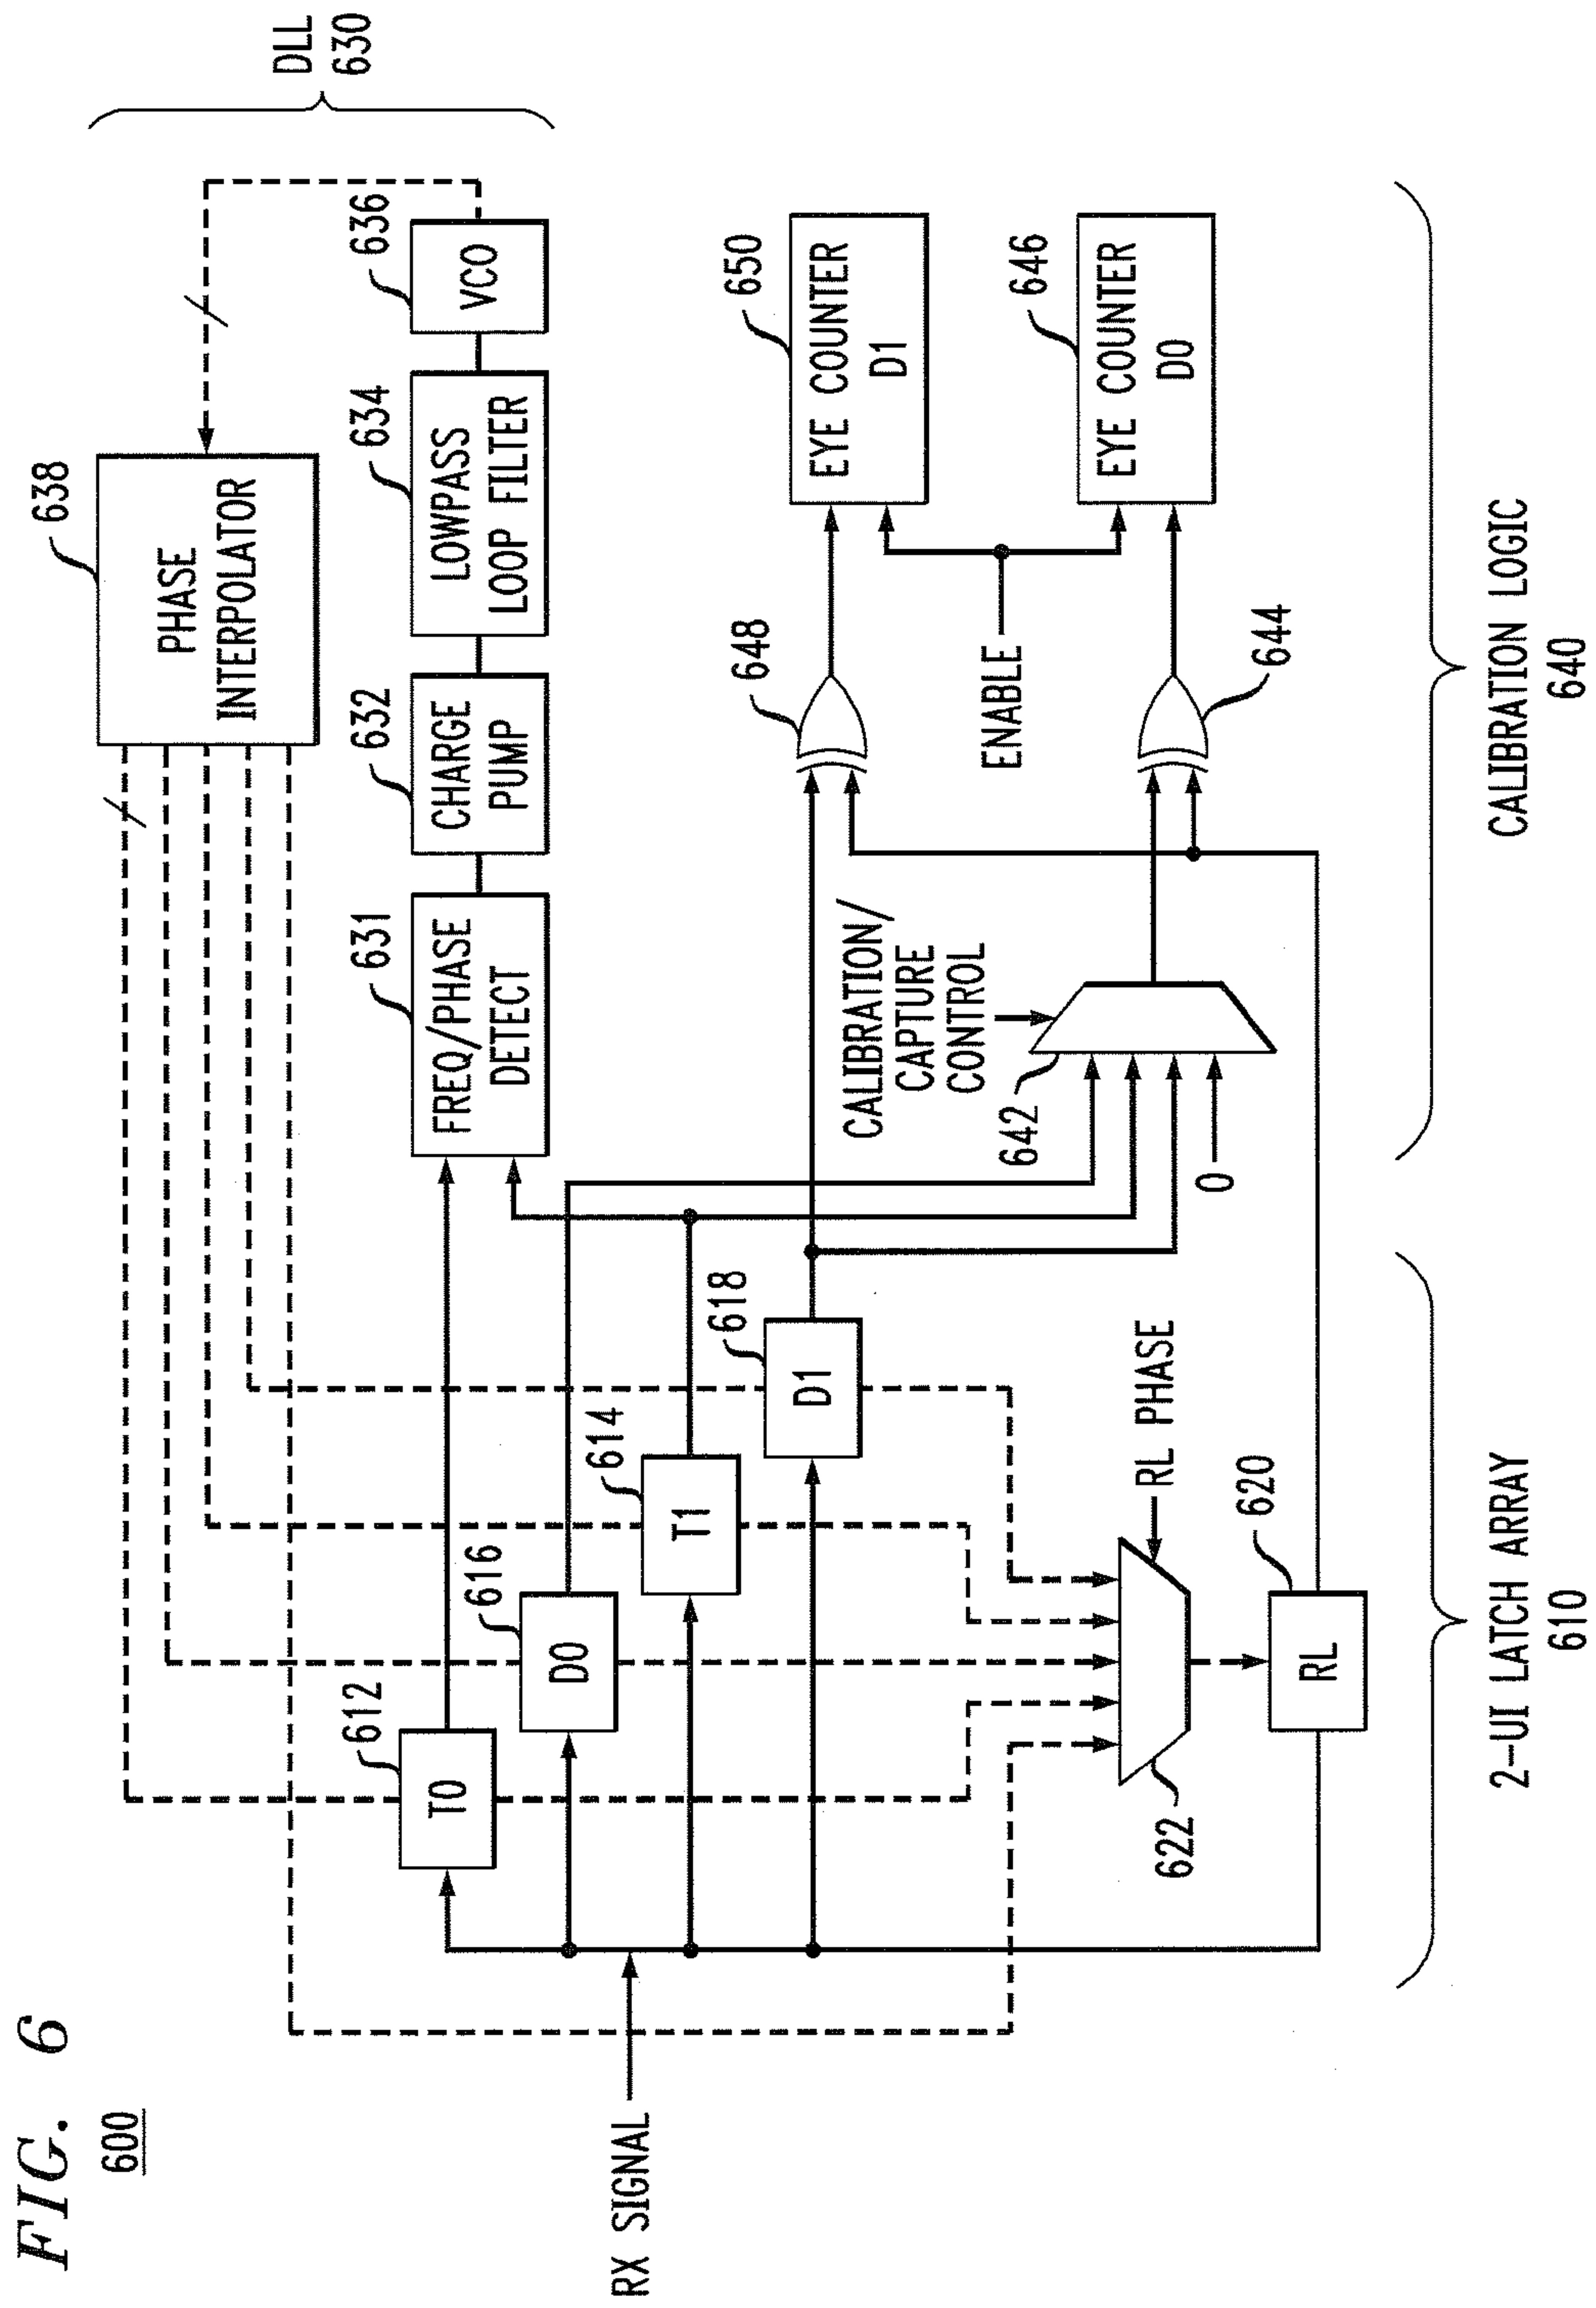 FIG. 6
600
DLL
630
638
PHASE
INTERPOLATOR
631
FREQ/PHASE
DETECT
632
CHARGE
PUMP
634
LOWPASS
LOOP FILTER
636
VCO
612
T0
616
D0
614
T1
618
D1
RX SIGNAL
622
RL PHASE
620
RL
CALIBRATION/
CAPTURE
CONTROL
642
0
648
644
ENABLE
650
EYE COUNTER
D1
646
EYE COUNTER
D0
2-UI LATCH ARRAY
610
CALIBRATION LOGIC
640